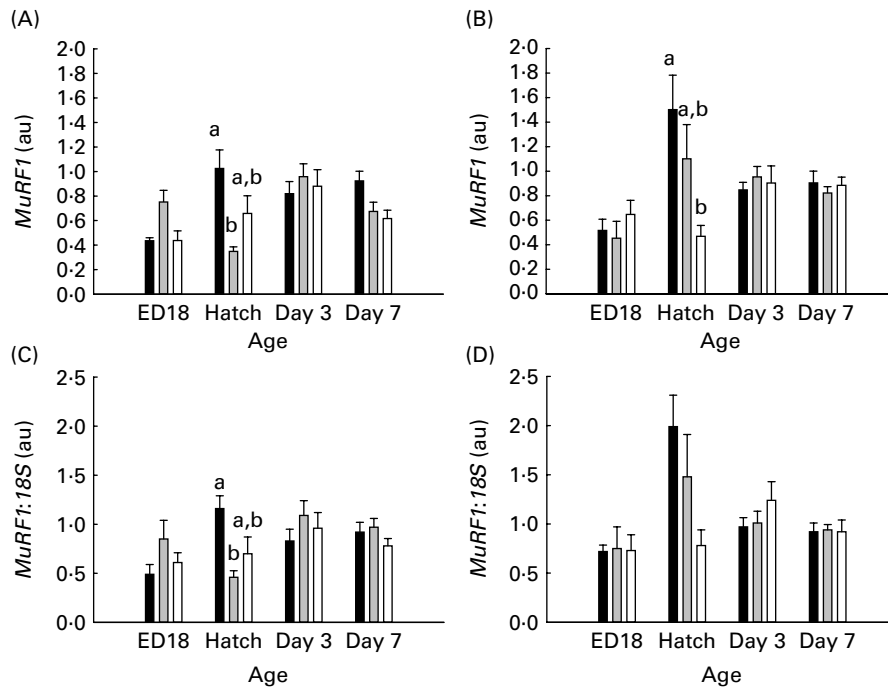 (A)
MuRF1 (au)
2·0
1·8
1·6
1·4
1·2
1·0
0·8
0·6
0·4
0·2
0·0
a
b
a,b
ED18 Hatch Day 3 Day 7
Age
(B)
MuRF1 (au)
2·0
1·8
1·6
1·4
1·2
1·0
0·8
0·6
0·4
0·2
0·0
a
a,b
b
ED18 Hatch Day 3 Day 7
Age
(C)
MuRF1:18S (au)
2·5
2·0
1·5
1·0
0·5
0·0
a
b
a,b
ED18 Hatch Day 3 Day 7
Age
(D)
MuRF1:18S (au)
2·5
2·0
1·5
1·0
0·5
0·0
ED18 Hatch Day 3 Day 7
Age